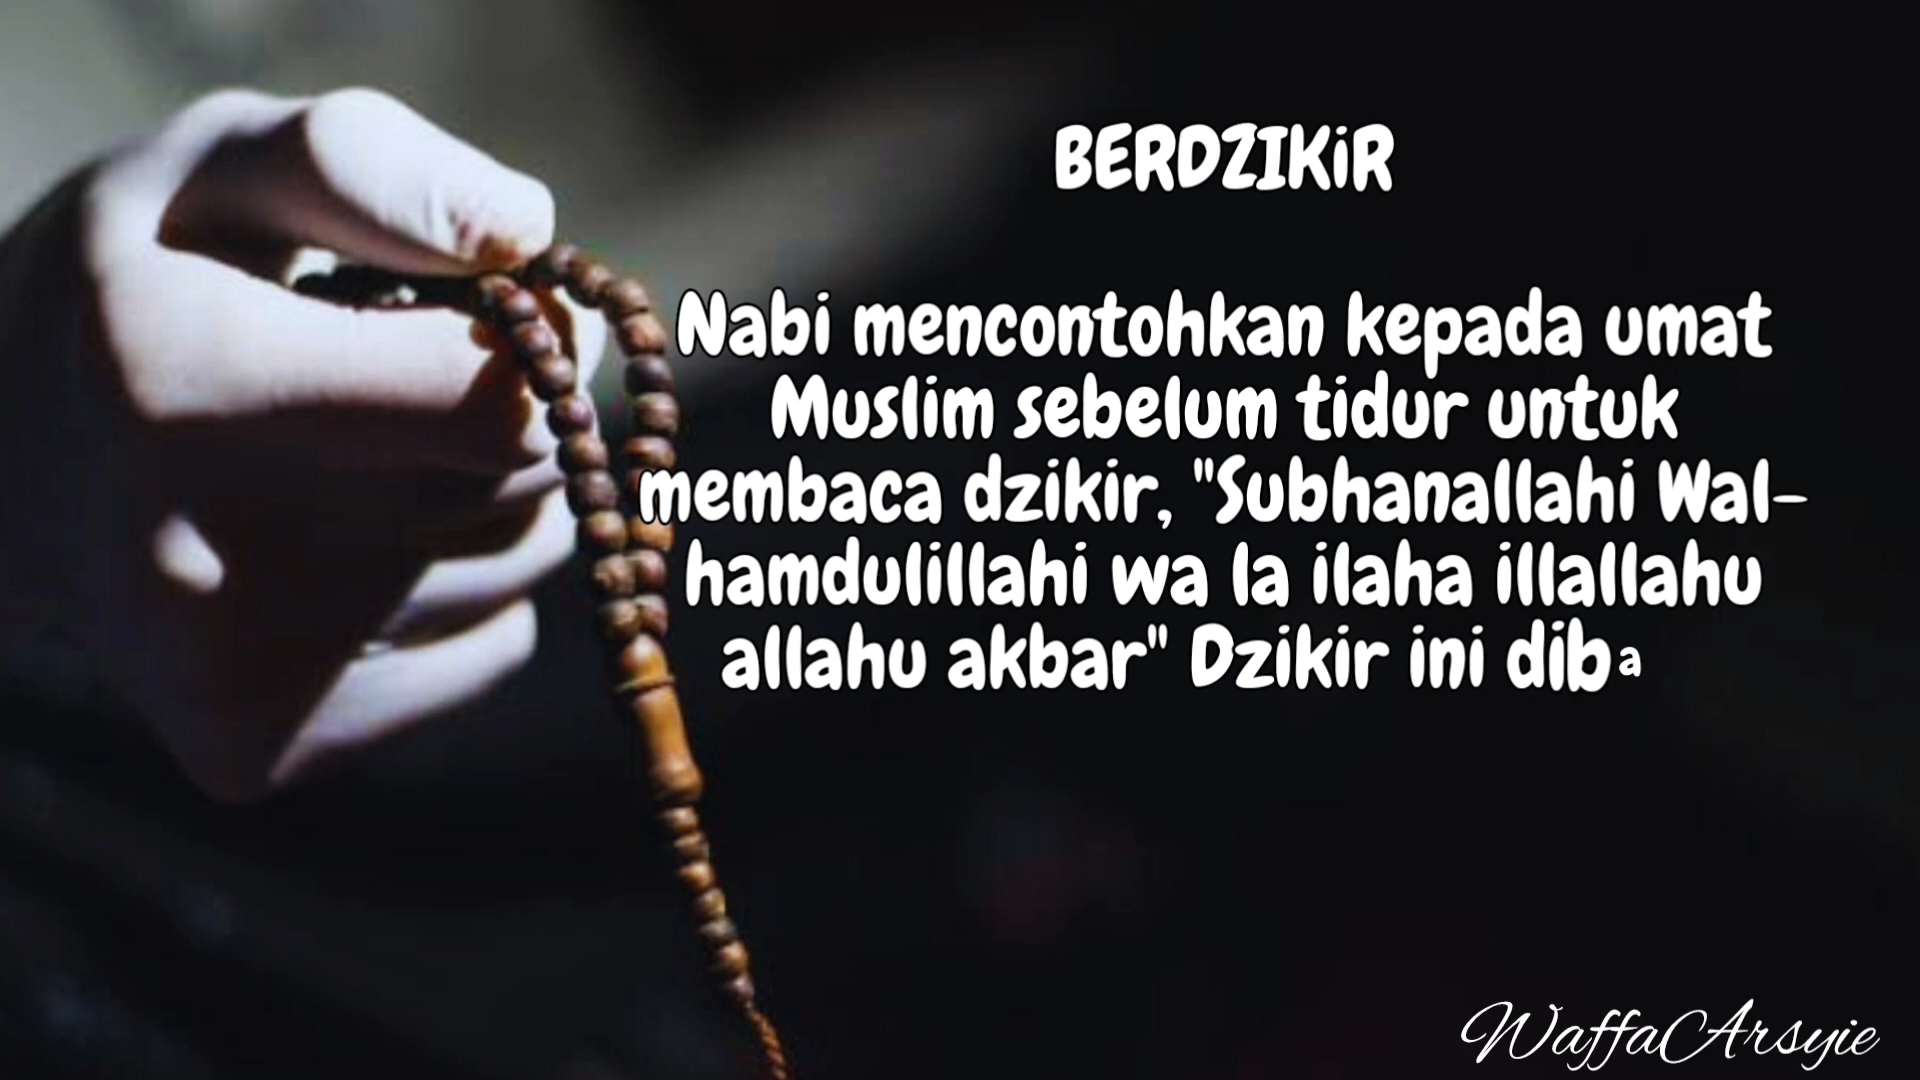 BERDZIKiR
Nabi mencontohkan kepada umat
Muslim sebelum tidur untuk
membaca dzikir, "Subhanallahi Wal-
hamdulillahi wa la ilaha illallahu
allahu akbar" Dzikir ini diba
WaffaArsyie